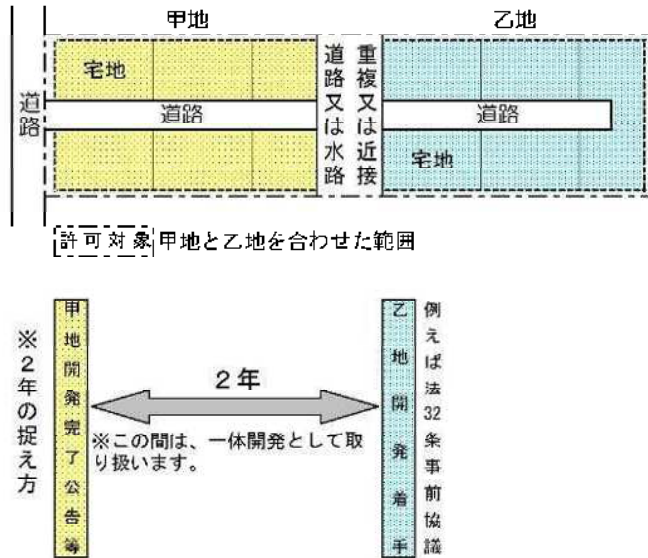 甲地
乙地
道路
宅地
道路
道路又は水路
重複又は近接
道路
宅地
許可対象 甲地と乙地を合わせた範囲
※2年の捉え方
甲地開発完了公告等
2年
※この間は、一体開発として取
り扱います。
乙地開発着手
例えば法32条事前協議